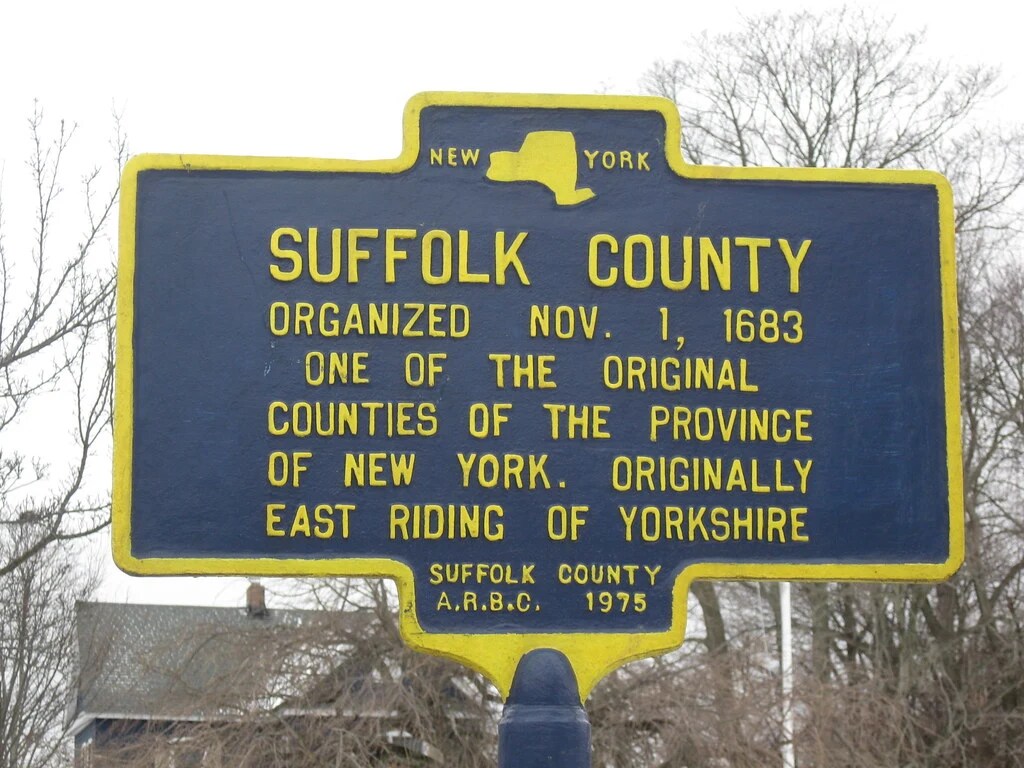 NEW YORK
SUFFOLK COUNTY
ORGANIZED NOV. 1, 1683
ONE OF THE ORIGINAL
COUNTIES OF THE PROVINCE
OF NEW YORK. ORIGINALLY
EAST RIDING OF YORKSHIRE
SUFFOLK COUNTY
A.R.B.C. 1975